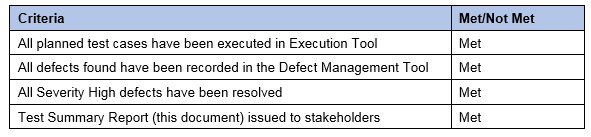 Criteria Met/Not Met
All planned test cases have been executed in Execution Tool Met
All defects found have been recorded in the Defect Management Tool Met
All Severity High defects have been resolved Met
Test Summary Report (this document) issued to stakeholders Met